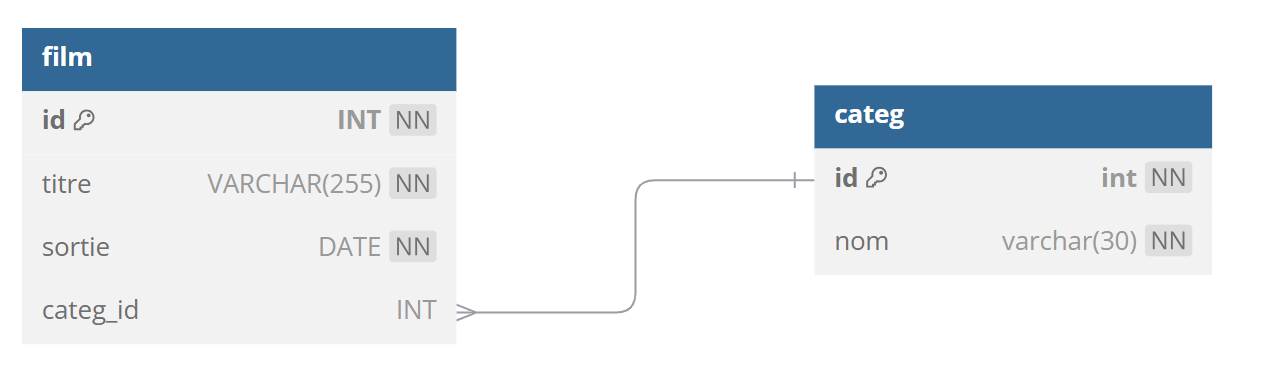 film
id INT NN
titre VARCHAR(255) NN
sortie DATE NN
categ_id INT
categ
id int NN
nom varchar(30) NN